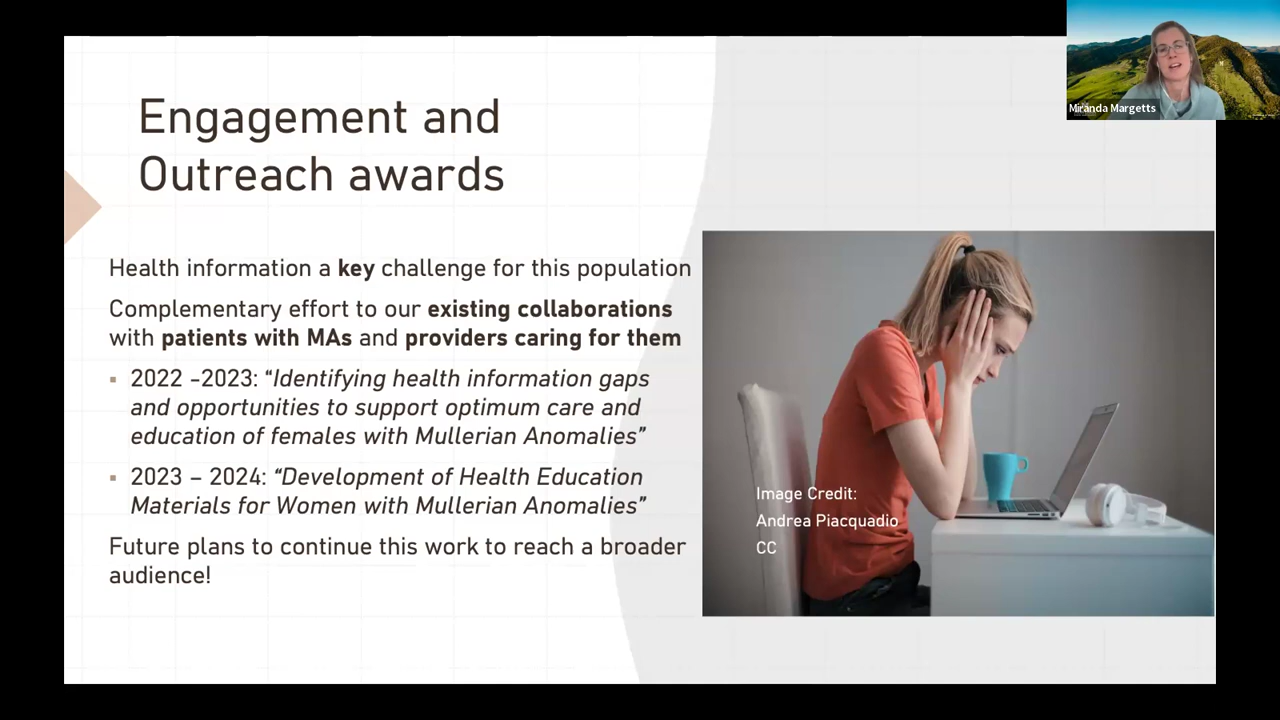 Engagement and
Outreach awards
Health information a key challenge for this population
Complementary effort to our existing collaborations
with patients with MAs and providers caring for them
▪ 2022 -2023: “Identifying health information gaps
and opportunities to support optimum care and
education of females with Mullerian Anomalies”
▪ 2023 – 2024: “Development of Health Education
Materials for Women with Mullerian Anomalies”
Future plans to continue this work to reach a broader
audience!
Image Credit:
Andrea Piacquadio
CC
Miranda Margetts